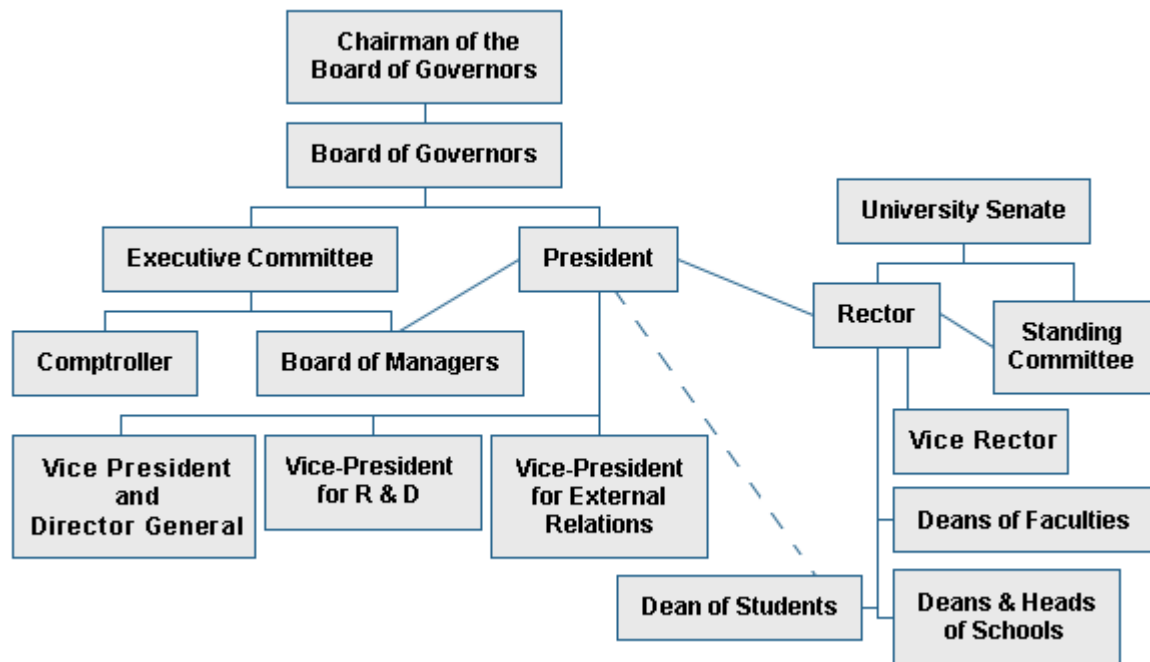 Chairman of the
Board of Governors
Board of Governors
University Senate
Executive Committee
President
Rector
Standing
Committee
Comptroller
Board of Managers
Vice Rector
Vice President
and
Director General
Vice-President
for R & D
Vice-President
for External
Relations
Deans of Faculties
Dean of Students
Deans & Heads
of Schools